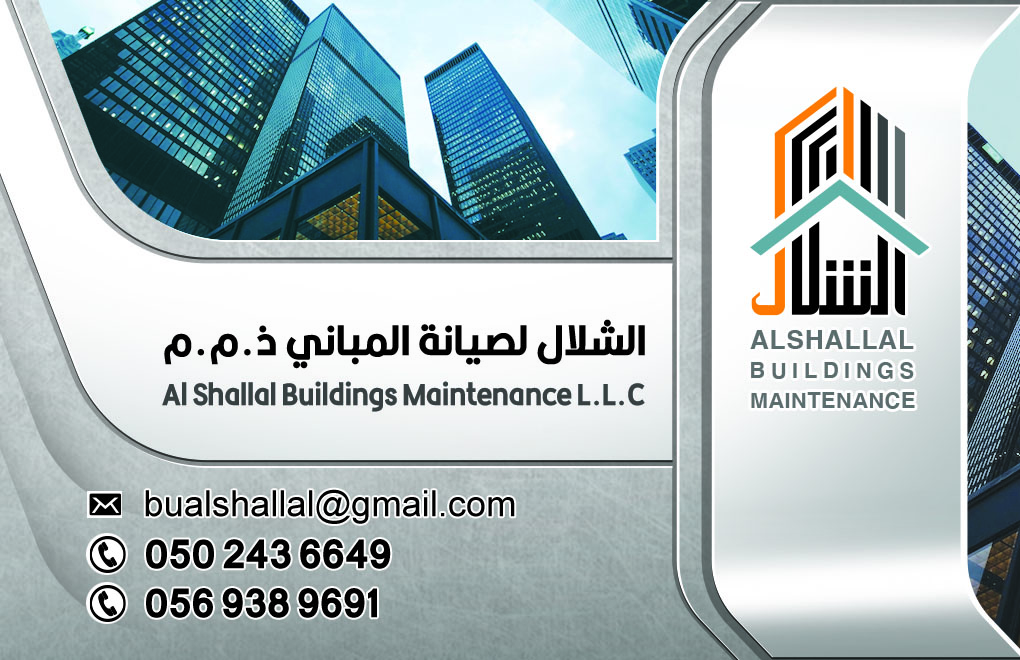 الشلال لصيانة المباني ذ.م.م
Al Shallal Buildings Maintenance L.L.C
bualshallal@gmail.com
050 243 6649
056 938 9691
الشلال
ALSHALLAL
BUILDINGS
MAINTENANCE